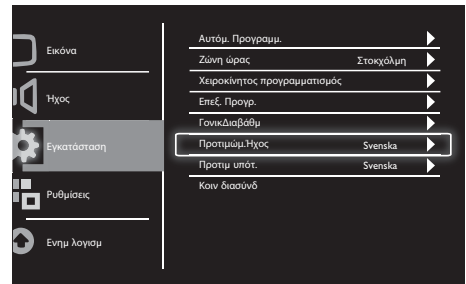 Εικόνα
Ήχος
Εγκατάσταση
Ρυθμίσεις
Ενημ λογισμ
Αυτόμ. Προγραμμ.
Ζώνη ώρας Στοκχόλμη
Χειροκίνητος προγραμματισμός
Επεξ. Προγρ.
ΓονικΔιαβάθμ
Προτιμώμ.Ήχος Svenska
Προτιμ υπότ. Svenska
Κοιν διασύνδ